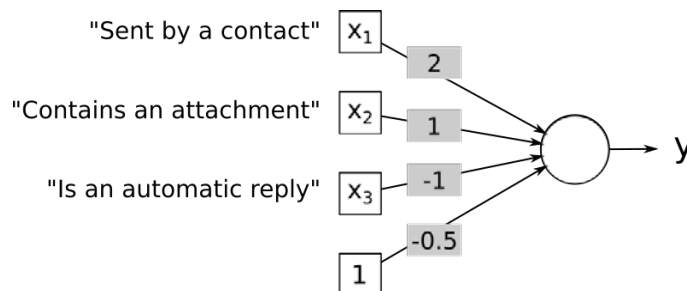 "Sent by a contact" x₁
2
"Contains an attachment" x₂
1
y
"Is an automatic reply" x₃
-1
-0.5
1